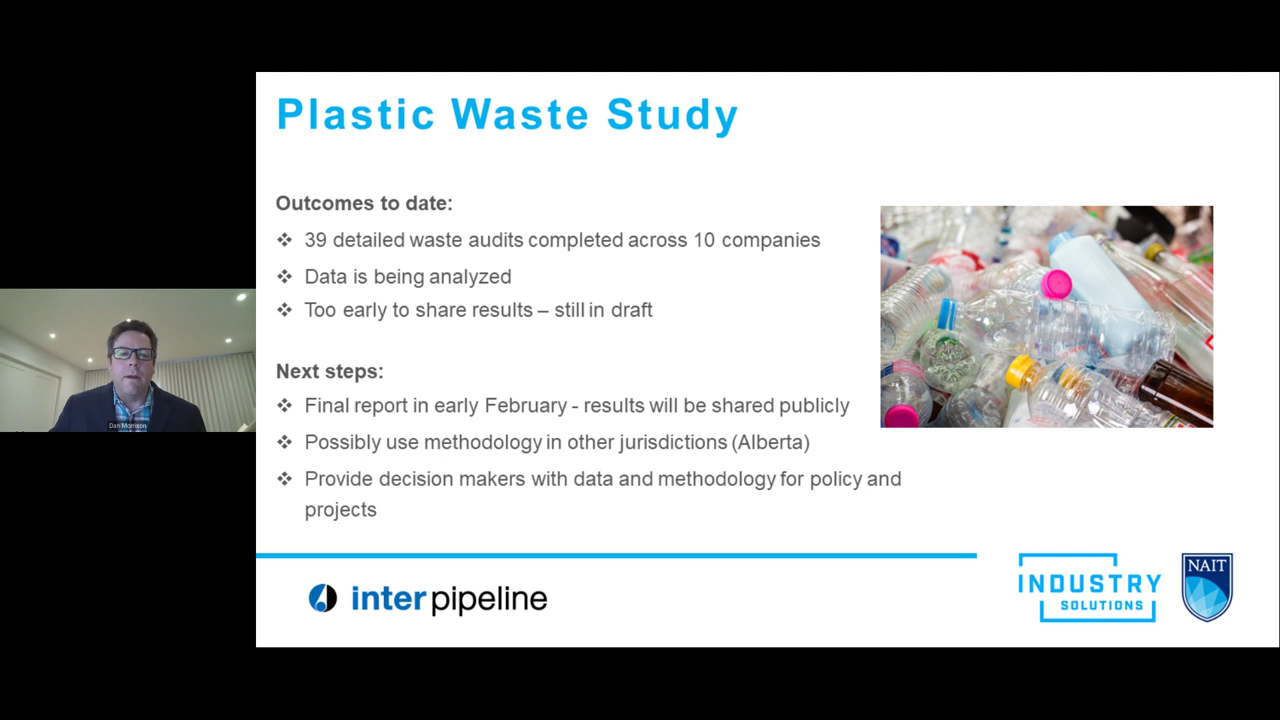 Plastic Waste Study
Outcomes to date:
❖ 39 detailed waste audits completed across 10 companies
❖ Data is being analyzed
❖ Too early to share results – still in draft
Next steps:
❖ Final report in early February - results will be shared publicly
❖ Possibly use methodology in other jurisdictions (Alberta)
❖ Provide decision makers with data and methodology for policy and
projects
Dan Morrison
inter pipeline
INDUSTRY
SOLUTIONS
NAIT